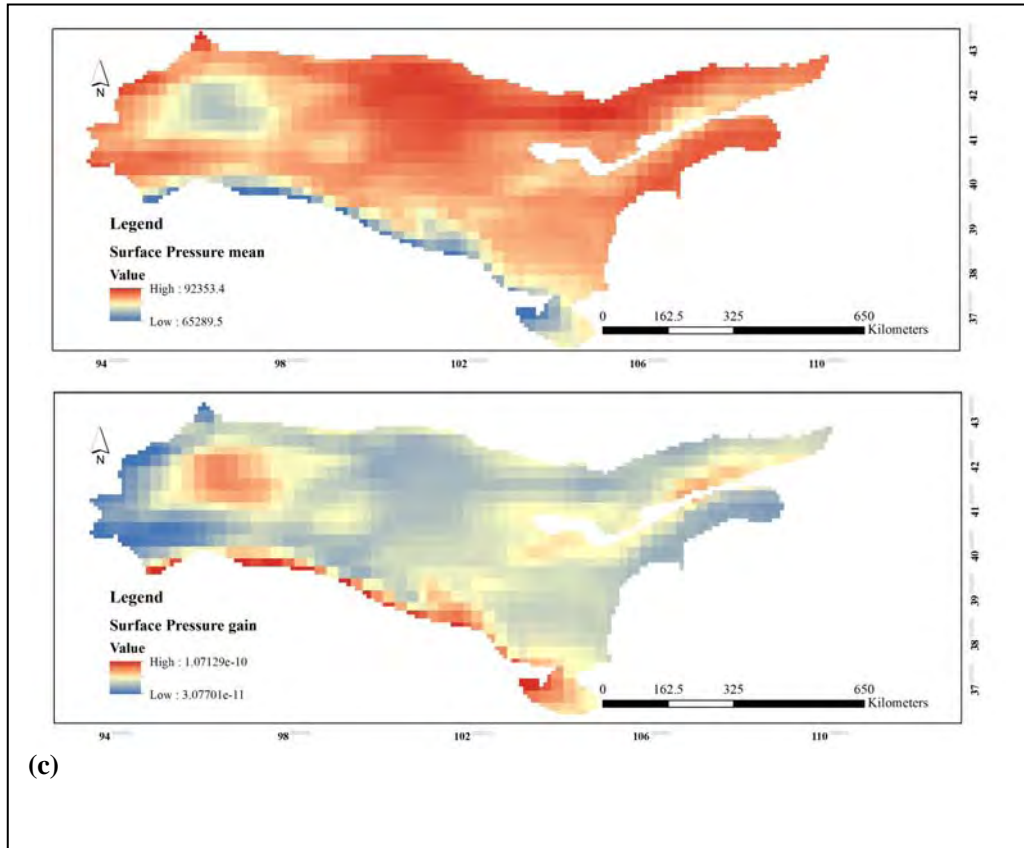 N
43
42
41
40
39
38
37
Legend
Surface Pressure mean
Value
High : 92353.4
Low : 65289.5
0 162.5 325 650
Kilometers
94 98 102 106 110
N
43
42
41
40
39
38
37
Legend
Surface Pressure gain
Value
High : 1.07129e-10
Low : 3.07701e-11
0 162.5 325 650
Kilometers
94 98 102 106 110
(c)